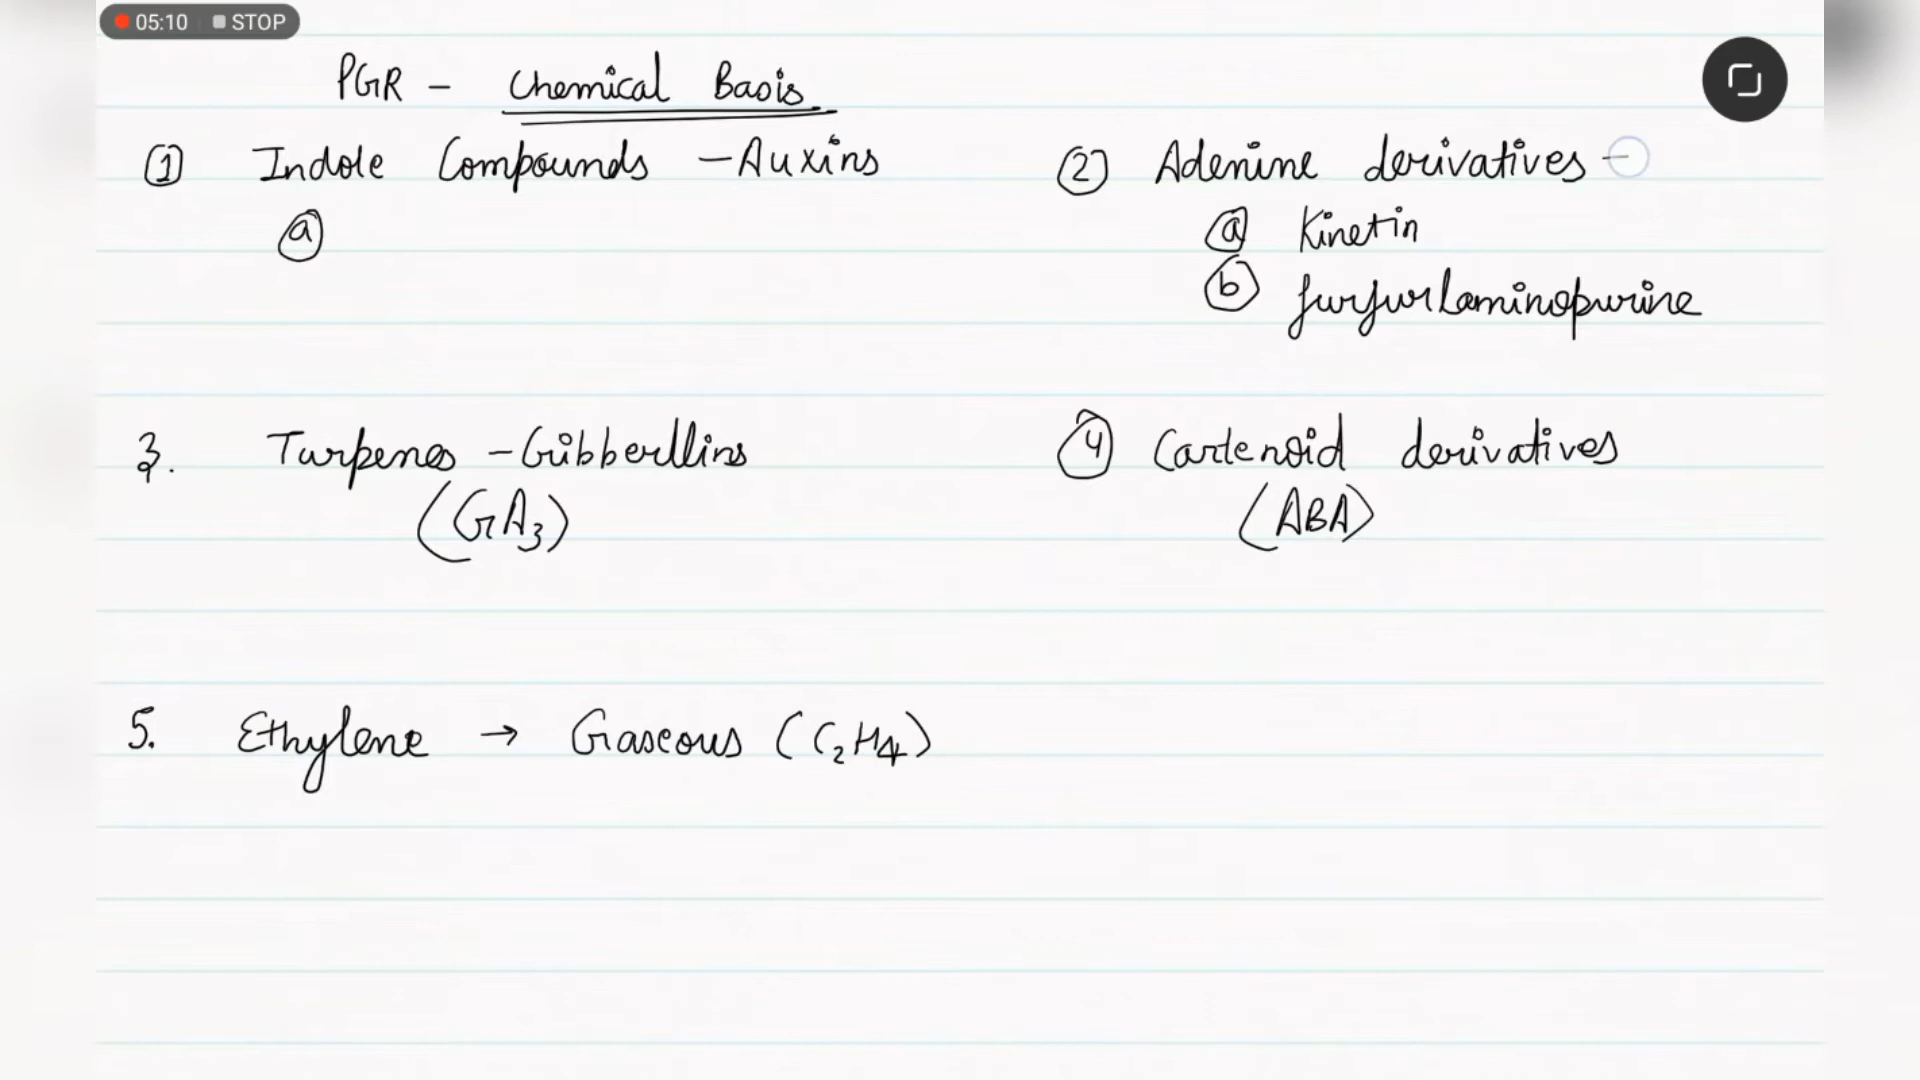 05:10 STOP
PGR - Chemical Basis
① Indole Compounds - Auxins
ⓐ
② Adenine derivatives -
ⓐ Kinetin
ⓑ furfurlaminopurine
3. Turpenes - Gibberllins
(GA₃)
④ Cartenoid derivatives
(ABA)
5. Ethylene → Gaseous (C₂H₄)